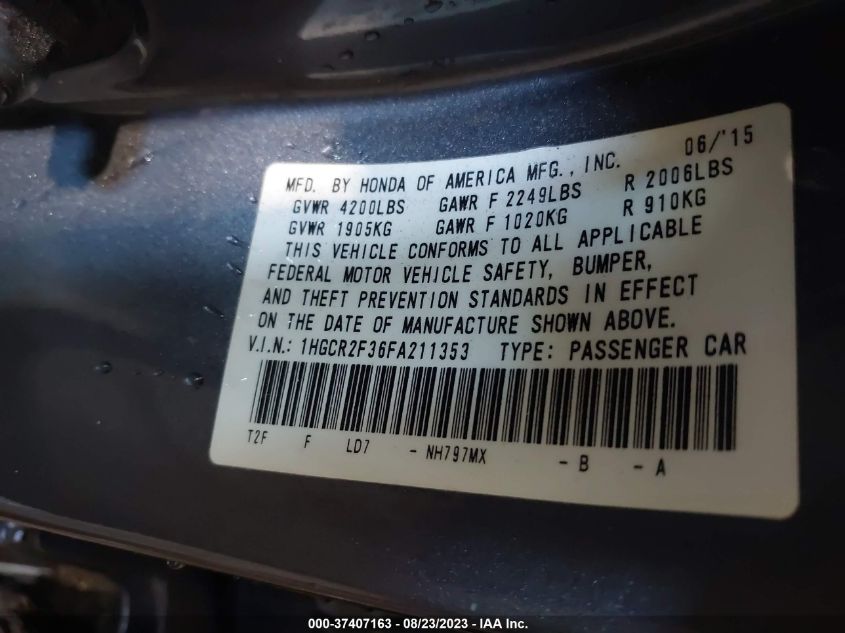 06/'15
MFD. BY HONDA OF AMERICA MFG., INC.
GVWR 4200LBS GAWR F 2249LBS R 2006LBS
GVWR 1905KG GAWR F 1020KG R 910KG
THIS VEHICLE CONFORMS TO ALL APPLICABLE
FEDERAL MOTOR VEHICLE SAFETY, BUMPER,
AND THEFT PREVENTION STANDARDS IN EFFECT
ON THE DATE OF MANUFACTURE SHOWN ABOVE.
V.I.N.: 1HGCR2F36FA211353 TYPE: PASSENGER CAR
T2F F LD7 - NH797MX - B - A
000-37407163 - 08/23/2023 - IAA Inc.